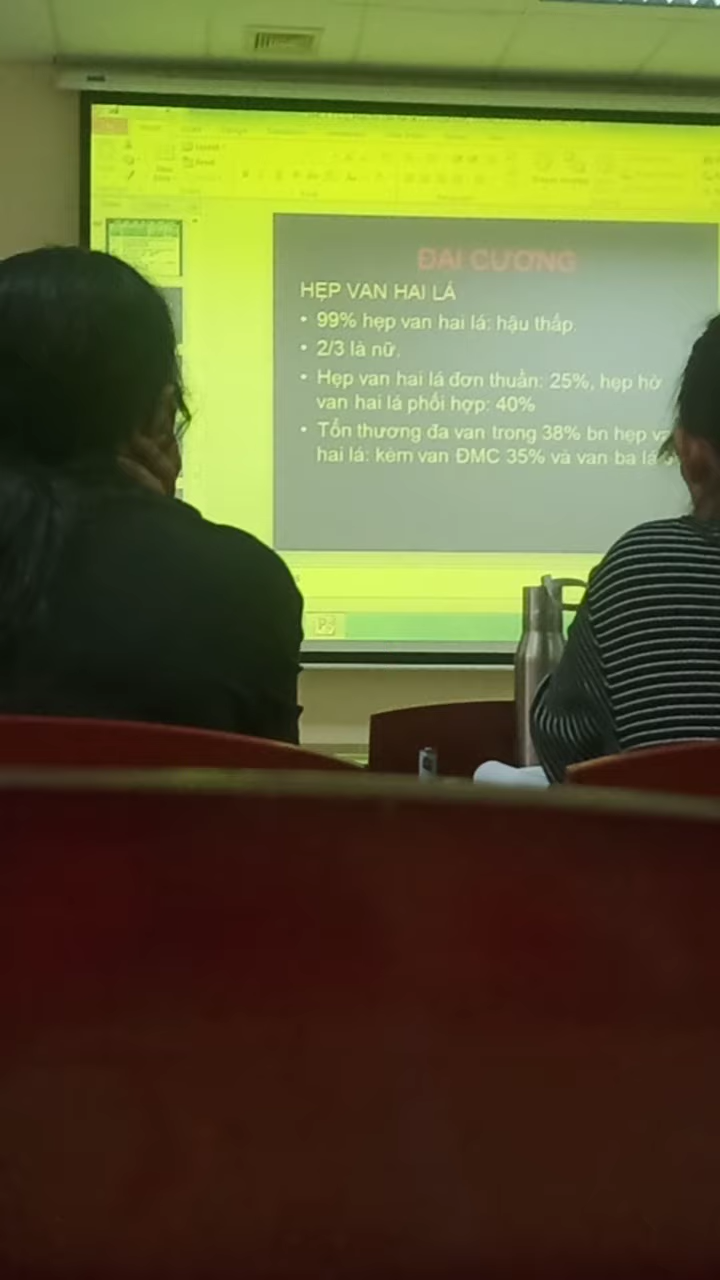 ĐẠI CƯƠNG
HẸP VAN HAI LÁ
• 99% hẹp van hai lá: hậu thấp.
• 2/3 là nữ.
• Hẹp van hai lá đơn thuần: 25%, hẹp hở
van hai lá phối hợp: 40%
• Tổn thương đa van trong 38% bn hẹp
hai lá: kèm van ĐMC 35% và van ba lá